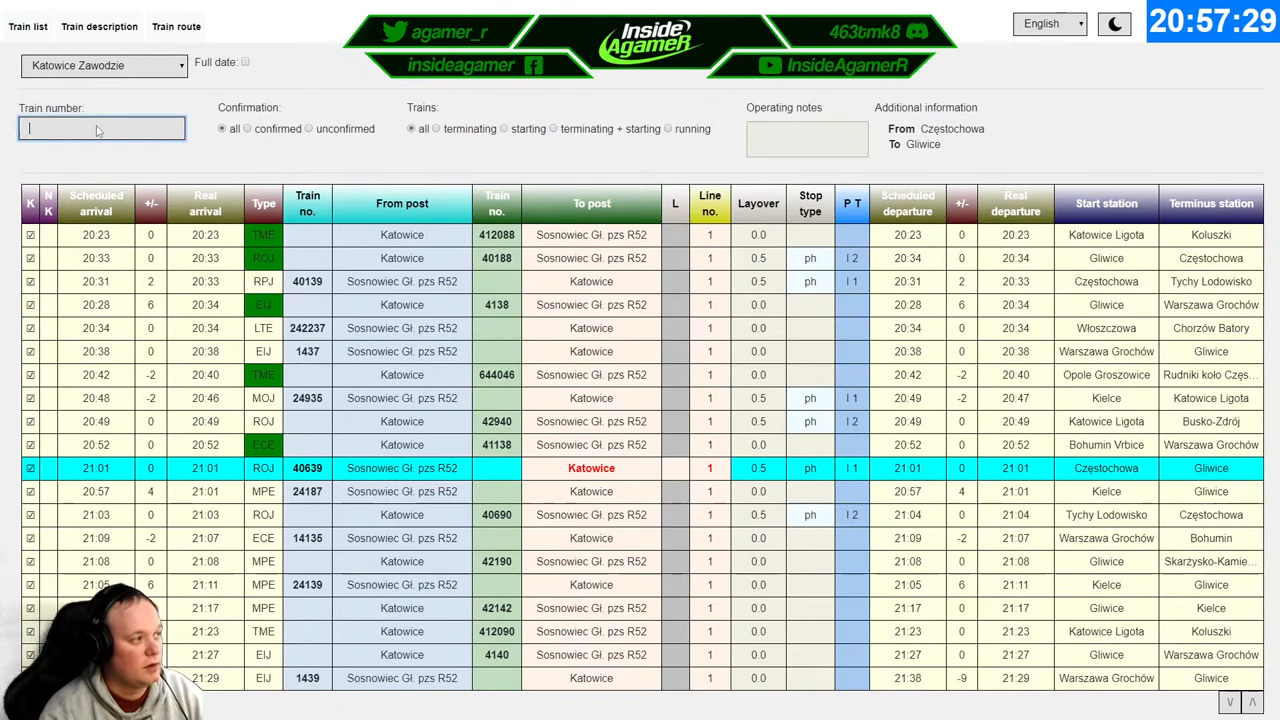 Train list Train description Train route
agamer_r
Inside AgameR
463tmk8
insideagamer
InsideAgamerR
English
20:57:29
Katowice Zawodzie Full date:
Train number:
Confirmation:
all confirmed unconfirmed
Trains:
all terminating starting terminating + starting running
Operating notes
Additional information
From Częstochowa
To Gliwice
K N K Scheduled arrival +/- Real arrival Type Train no. From post Train no. To post L Line no. Layover Stop type P T Scheduled departure +/- Real departure Start station Terminus station
20:23 0 20:23 TME Katowice 412088 Sosnowiec Gł. pzs R52 1 0.0 20:23 0 20:23 Katowice Ligota Koluszki
20:33 0 20:33 ROJ Katowice 40188 Sosnowiec Gł. pzs R52 1 0.5 ph I 2 20:34 0 20:34 Gliwice Częstochowa
20:31 2 20:33 RPJ 40139 Sosnowiec Gł. pzs R52 Katowice 1 0.5 ph I 1 20:31 2 20:33 Częstochowa Tychy Lodowisko
20:28 6 20:34 EIJ Katowice 4138 Sosnowiec Gł. pzs R52 1 0.0 20:28 6 20:34 Gliwice Warszawa Grochów
20:34 0 20:34 LTE 242237 Sosnowiec Gł. pzs R52 Katowice 1 0.0 20:34 0 20:34 Włoszczowa Chorzów Batory
20:38 0 20:38 EIJ 1437 Sosnowiec Gł. pzs R52 Katowice 1 0.0 20:38 0 20:38 Warszawa Grochów Gliwice
20:42 -2 20:40 TME Katowice 644046 Sosnowiec Gł. pzs R52 1 0.0 20:42 -2 20:40 Opole Groszowice Rudniki koło Częs...
20:48 -2 20:46 MOJ 24935 Sosnowiec Gł. pzs R52 Katowice 1 0.5 ph I 1 20:49 -2 20:47 Kielce Katowice Ligota
20:49 0 20:49 ROJ Katowice 42940 Sosnowiec Gł. pzs R52 1 0.5 ph I 2 20:49 0 20:49 Katowice Ligota Busko-Zdrój
20:52 0 20:52 ECE Katowice 41138 Sosnowiec Gł. pzs R52 1 0.0 20:52 0 20:52 Bohumin Vrbice Warszawa Grochów
21:01 0 21:01 ROJ 40639 Sosnowiec Gł. pzs R52 Katowice 1 0.5 ph I 1 21:01 0 21:01 Częstochowa Gliwice
20:57 4 21:01 MPE 24187 Sosnowiec Gł. pzs R52 Katowice 1 0.0 20:57 4 21:01 Kielce Gliwice
21:03 0 21:03 ROJ Katowice 40690 Sosnowiec Gł. pzs R52 1 0.5 ph I 2 21:03 0 21:04 Tychy Lodowisko Częstochowa
21:09 -2 21:07 ECE 14135 Sosnowiec Gł. pzs R52 Katowice 1 0.0 21:09 -2 21:07 Warszawa Grochów Bohumin
21:08 0 21:08 MPE Katowice 42190 Sosnowiec Gł. pzs R52 1 0.0 21:08 0 21:08 Gliwice Skarżysko-Kamie...
21:05 6 21:11 MPE 24139 Sosnowiec Gł. pzs R52 Katowice 1 0.0 21:05 6 21:11 Kielce Gliwice
21:17 MPE Katowice 42142 Sosnowiec Gł. pzs R52 1 0.0 21:17 0 21:17 Gliwice Kielce
21:23 TME Katowice 412090 Sosnowiec Gł. pzs R52 1 0.0 21:23 0 21:23 Katowice Ligota Koluszki
21:27 EIJ Katowice 4140 Sosnowiec Gł. pzs R52 1 0.0 21:27 0 21:27 Gliwice Warszawa Grochów
21:29 EIJ 1439 Sosnowiec Gł. pzs R52 Katowice 1 0.0 21:38 -9 21:29 Warszawa Grochów Gliwice